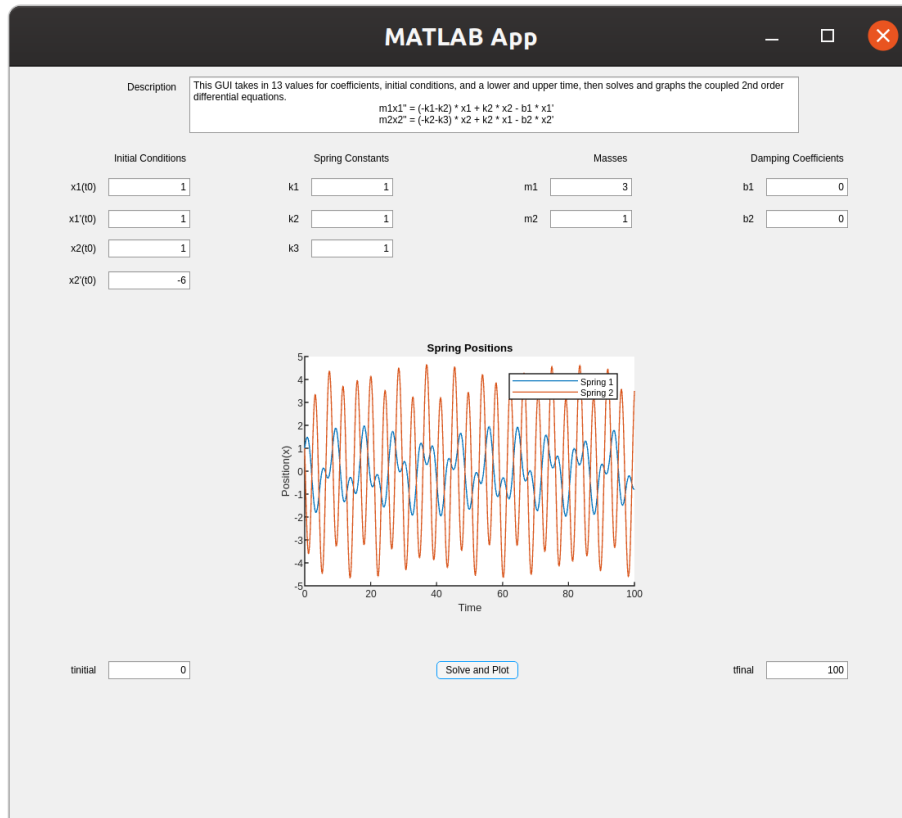 MATLAB App
Description
This GUI takes in 13 values for coefficients, initial conditions, and a lower and upper time, then solves and graphs the coupled 2nd order
differential equations.
m1x1" = (-k1-k2) * x1 + k2 * x2 - b1 * x1'
m2x2" = (-k2-k3) * x2 + k2 * x1 - b2 * x2'
Initial Conditions Spring Constants Masses Damping Coefficients
x1(t0) 1 k1 1 m1 3 b1 0
x1'(t0) 1 k2 1 m2 1 b2 0
x2(t0) 1 k3 1
x2'(t0) -6
Spring Positions
5
4
3
2
1
0
-1
-2
-3
-4
-5
Position(x)
Spring 1
Spring 2
0 20 40 60 80 100
Time
tinitial 0 Solve and Plot tfinal 100